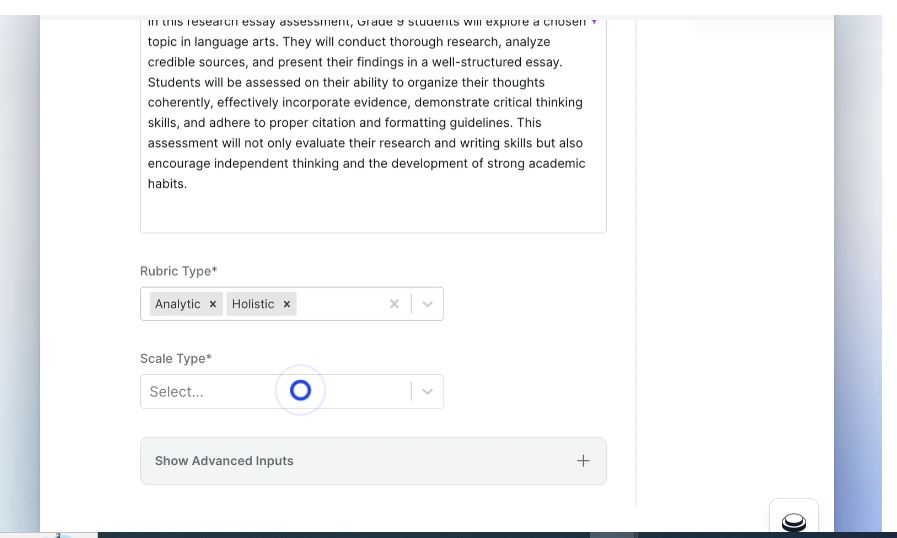 In this research essay assessment, Grade 9 students will explore a chosen
topic in language arts. They will conduct thorough research, analyze
credible sources, and present their findings in a well-structured essay.
Students will be assessed on their ability to organize their thoughts
coherently, effectively incorporate evidence, demonstrate critical thinking
skills, and adhere to proper citation and formatting guidelines. This
assessment will not only evaluate their research and writing skills but also
encourage independent thinking and the development of strong academic
habits.
Rubric Type*
Analytic × Holistic ×
Scale Type*
Select...
Show Advanced Inputs